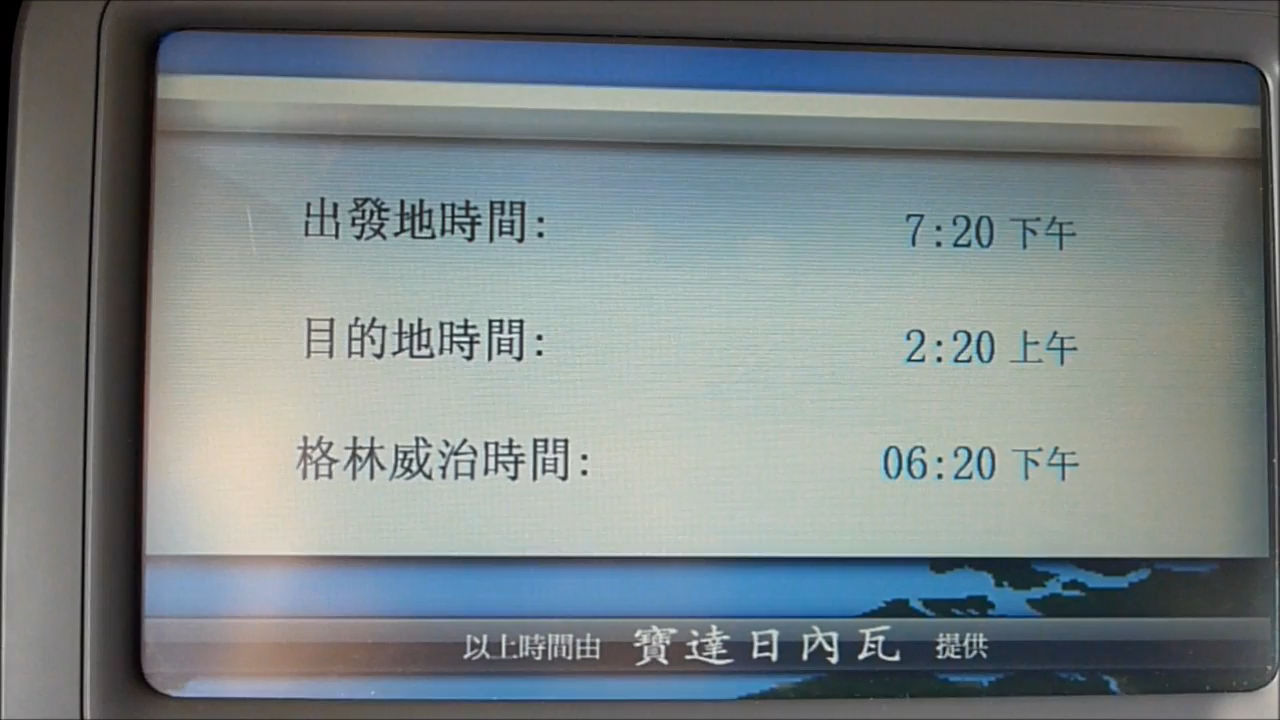 出發地時間: 7:20 下午
目的地時間: 2:20 上午
格林威治時間: 06:20 下午
以上時間由 寶達日內瓦 提供